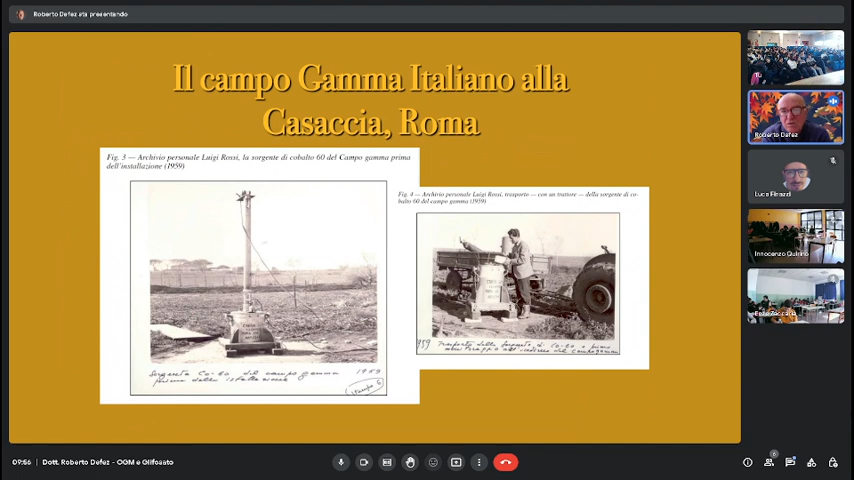 Roberto Defez sta presentando
Il campo Gamma Italiano alla
Casaccia, Roma
Fig. 3 — Archivio personale Luigi Rossi, la sorgente di cobalto 60 del Campo gamma prima
dell'installazione (1959)
Fig. 4 — Archivio personale Luigi Rossi, trasporto — con un trattore — della sorgente di co-
balto 60 del campo gamma (1959)
Sorgente Co-60 del campo gamma 1959
prima della installazione
1959 Trasporto della Sorgente di Co-60
Tu
Roberto Defez
Innocenzo Quirino
09:56 | Dott. Roberto Defez - OGM e Glifosato
6